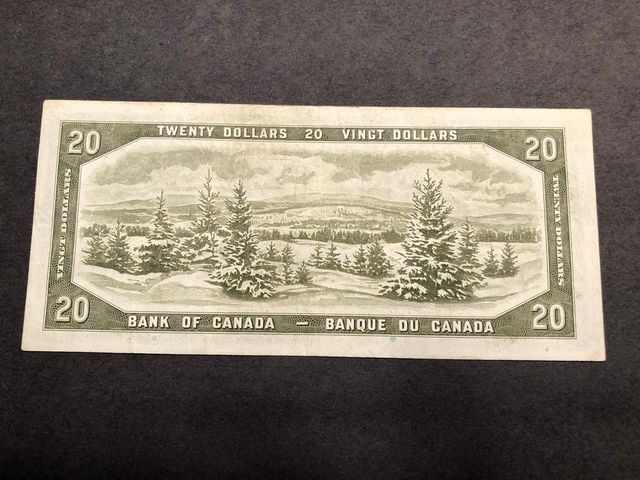 20 TWENTY DOLLARS 20 VINGT DOLLARS 20
VINGT DOLLARS
TWENTY DOLLARS
20 BANK OF CANADA – BANQUE DU CANADA 20